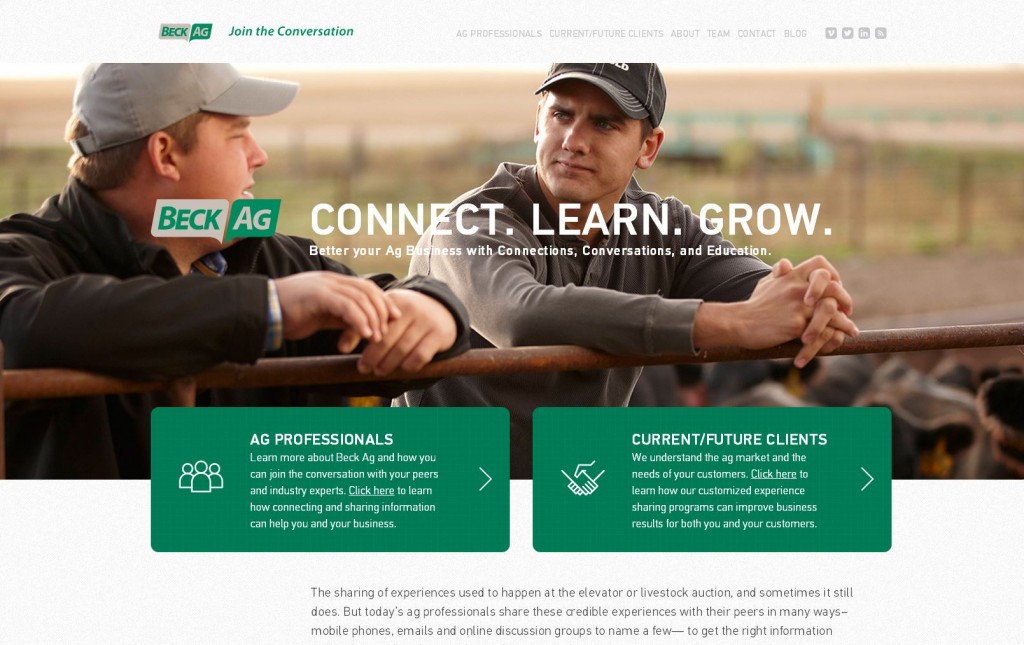 BECK AG Join the Conversation
AG PROFESSIONALS CURRENT/FUTURE CLIENTS ABOUT TEAM CONTACT BLOG
BECK AG
CONNECT. LEARN. GROW.
Better your Ag Business with Connections, Conversations, and Education.
AG PROFESSIONALS
Learn more about Beck Ag and how you
can join the conversation with your peers
and industry experts. Click here to learn
how connecting and sharing information
can help you and your business.
CURRENT/FUTURE CLIENTS
We understand the ag market and the
needs of your customers. Click here to
learn how our customized experience
sharing programs can improve business
results for both you and your customers.
The sharing of experiences used to happen at the elevator or livestock auction, and sometimes it still
does. But today's ag professionals share these credible experiences with their peers in many ways–
mobile phones, emails and online discussion groups to name a few— to get the right information